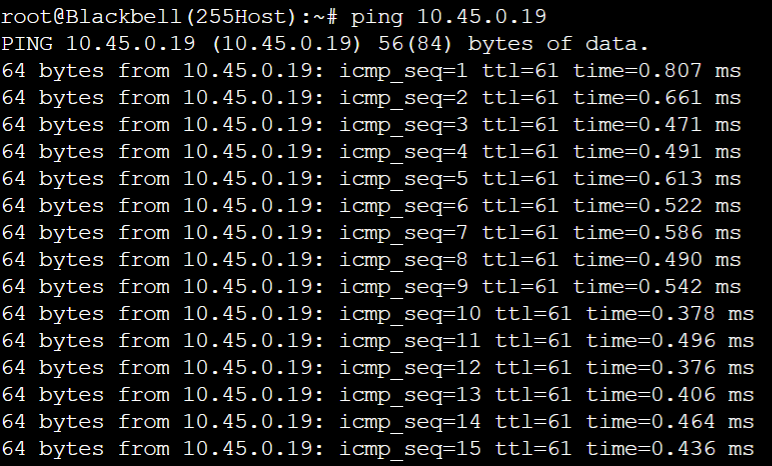 root@Blackbell(255Host):~# ping 10.45.0.19
PING 10.45.0.19 (10.45.0.19) 56(84) bytes of data.
64 bytes from 10.45.0.19: icmp_seq=1 ttl=61 time=0.807 ms
64 bytes from 10.45.0.19: icmp_seq=2 ttl=61 time=0.661 ms
64 bytes from 10.45.0.19: icmp_seq=3 ttl=61 time=0.471 ms
64 bytes from 10.45.0.19: icmp_seq=4 ttl=61 time=0.491 ms
64 bytes from 10.45.0.19: icmp_seq=5 ttl=61 time=0.613 ms
64 bytes from 10.45.0.19: icmp_seq=6 ttl=61 time=0.522 ms
64 bytes from 10.45.0.19: icmp_seq=7 ttl=61 time=0.586 ms
64 bytes from 10.45.0.19: icmp_seq=8 ttl=61 time=0.490 ms
64 bytes from 10.45.0.19: icmp_seq=9 ttl=61 time=0.542 ms
64 bytes from 10.45.0.19: icmp_seq=10 ttl=61 time=0.378 ms
64 bytes from 10.45.0.19: icmp_seq=11 ttl=61 time=0.496 ms
64 bytes from 10.45.0.19: icmp_seq=12 ttl=61 time=0.376 ms
64 bytes from 10.45.0.19: icmp_seq=13 ttl=61 time=0.406 ms
64 bytes from 10.45.0.19: icmp_seq=14 ttl=61 time=0.464 ms
64 bytes from 10.45.0.19: icmp_seq=15 ttl=61 time=0.436 ms